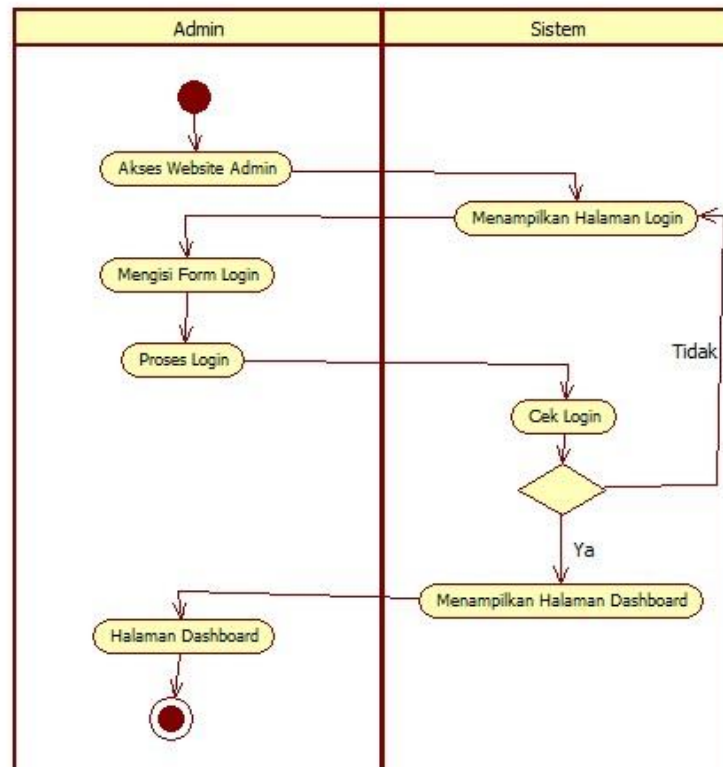 Admin
Sistem
Akses Website Admin
Menampilkan Halaman Login
Mengisi Form Login
Proses Login
Tidak
Cek Login
Ya
Menampilkan Halaman Dashboard
Halaman Dashboard